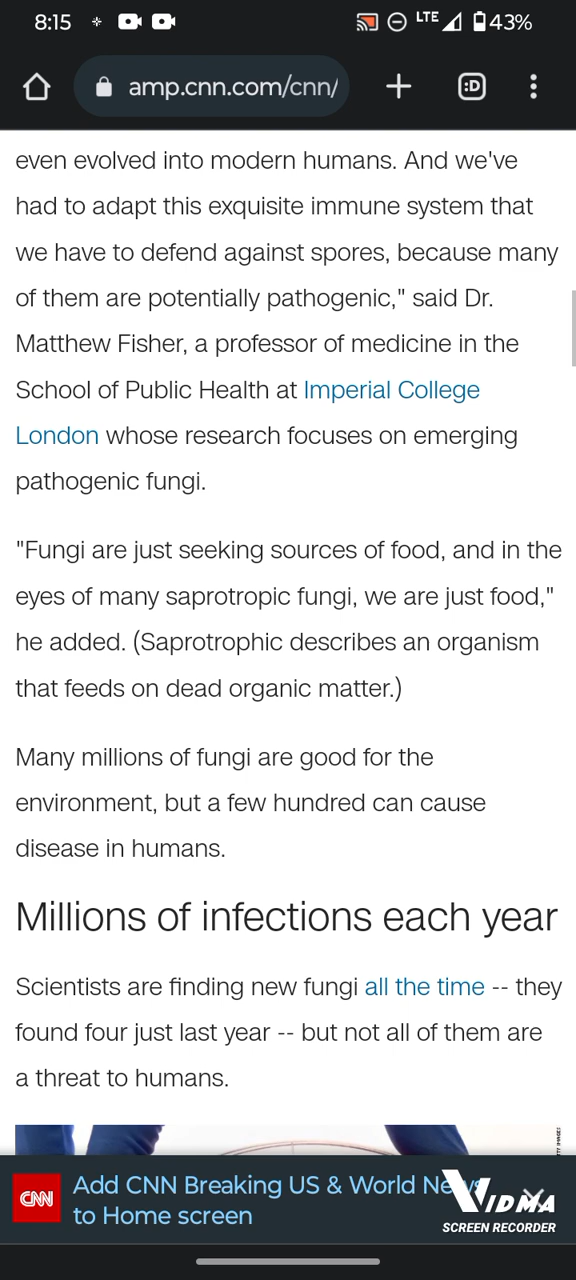 8:15
LTE 43%
amp.cnn.com/cnn/
:D
even evolved into modern humans. And we've
had to adapt this exquisite immune system that
we have to defend against spores, because many
of them are potentially pathogenic," said Dr.
Matthew Fisher, a professor of medicine in the
School of Public Health at Imperial College
London whose research focuses on emerging
pathogenic fungi.
"Fungi are just seeking sources of food, and in the
eyes of many saprotropic fungi, we are just food,"
he added. (Saprotrophic describes an organism
that feeds on dead organic matter.)
Many millions of fungi are good for the
environment, but a few hundred can cause
disease in humans.
Millions of infections each year
Scientists are finding new fungi all the time -- they
found four just last year -- but not all of them are
a threat to humans.
CNN
Add CNN Breaking US & World News
to Home screen
VIDMA
SCREEN RECORDER